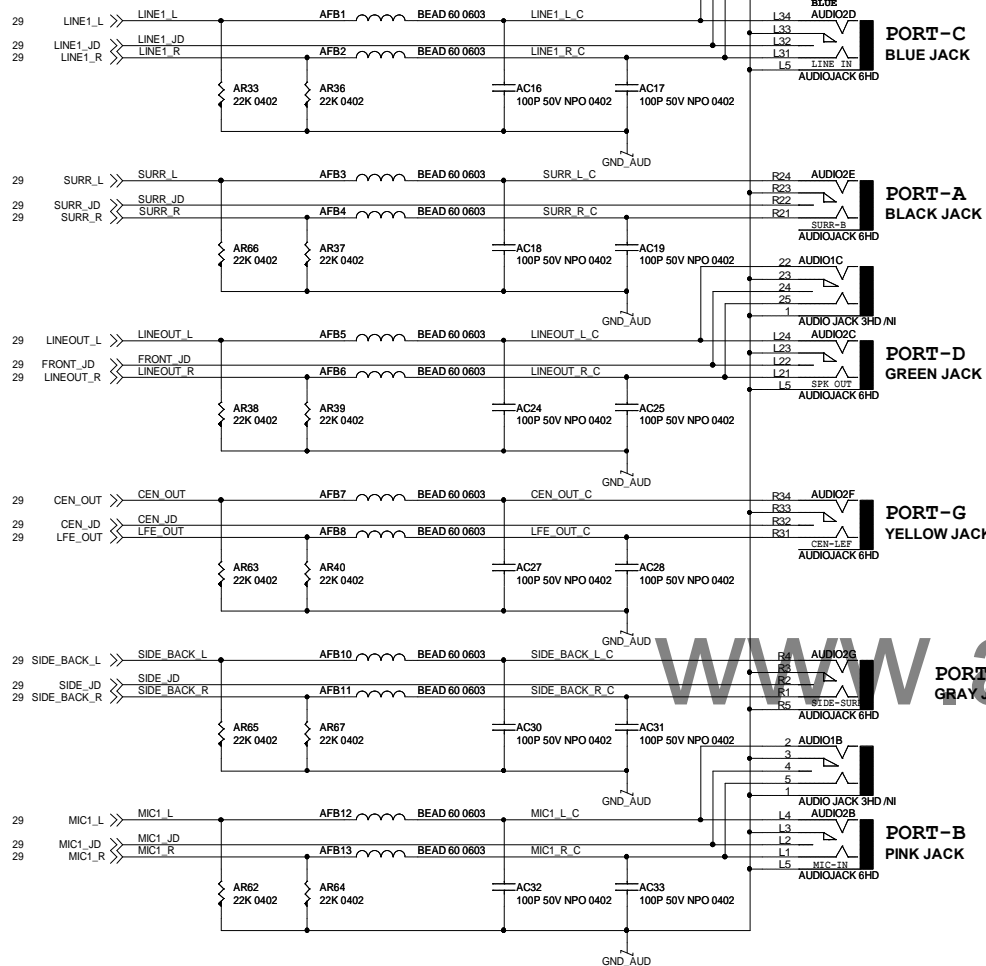 BLUE
29 LINE1_L LINE1_L AFB1 BEAD 60 0603 LINE1_L_C L34 AUDIO2D
L33
29 LINE1_JD LINE1_JD L32
29 LINE1_R LINE1_R AFB2 BEAD 60 0603 LINE1_R_C L31
L5 LINE IN
AUDIOJACK 6HD
PORT-C
BLUE JACK
AR33
22K 0402
AR36
22K 0402
AC16
100P 50V NPO 0402
AC17
100P 50V NPO 0402
GND_AUD
29 SURR_L SURR_L AFB3 BEAD 60 0603 SURR_L_C R24 AUDIO2E
R23
29 SURR_JD SURR_JD R22
29 SURR_R SURR_R AFB4 BEAD 60 0603 SURR_R_C R21
SURR-B
AUDIOJACK 6HD
PORT-A
BLACK JACK
AR66
22K 0402
AR37
22K 0402
AC18
100P 50V NPO 0402
AC19
100P 50V NPO 0402
GND_AUD
22 AUDIO1C
23
24
25
1
AUDIO JACK 3HD /NI
29 LINEOUT_L LINEOUT_L AFB5 BEAD 60 0603 LINEOUT_L_C L24 AUDIO2C
L23
29 FRONT_JD FRONT_JD L22
29 LINEOUT_R LINEOUT_R AFB6 BEAD 60 0603 LINEOUT_R_C L21
L5 SPK OUT
AUDIOJACK 6HD
PORT-D
GREEN JACK
AR38
22K 0402
AR39
22K 0402
AC24
100P 50V NPO 0402
AC25
100P 50V NPO 0402
GND_AUD
29 CEN_OUT CEN_OUT AFB7 BEAD 60 0603 CEN_OUT_C R34 AUDIO2F
R33
29 CEN_JD CEN_JD R32
29 LFE_OUT LFE_OUT AFB8 BEAD 60 0603 LFE_OUT_C R31
CEN-LEF
AUDIOJACK 6HD
PORT-G
YELLOW JACK
AR63
22K 0402
AR40
22K 0402
AC27
100P 50V NPO 0402
AC28
100P 50V NPO 0402
GND_AUD
www.a
29 SIDE_BACK_L SIDE_BACK_L AFB10 BEAD 60 0603 SIDE_BACK_L_C R4 AUDIO2G
R3
29 SIDE_JD SIDE_JD R2
29 SIDE_BACK_R SIDE_BACK_R AFB11 BEAD 60 0603 SIDE_BACK_R_C R1
R5 SIDE-SUR
AUDIOJACK 6HD
PORT
GRAY J
AR65
22K 0402
AR67
22K 0402
AC30
100P 50V NPO 0402
AC31
100P 50V NPO 0402
GND_AUD
2 AUDIO1B
3
4
5
1
AUDIO JACK 3HD /NI
29 MIC1_L MIC1_L AFB12 BEAD 60 0603 MIC1_L_C L4 AUDIO2B
L3
29 MIC1_JD MIC1_JD L2
29 MIC1_R MIC1_R AFB13 BEAD 60 0603 MIC1_R_C L1
L5 MIC-IN
AUDIOJACK 6HD
PORT-B
PINK JACK
AR62
22K 0402
AR64
22K 0402
AC32
100P 50V NPO 0402
AC33
100P 50V NPO 0402
GND_AUD